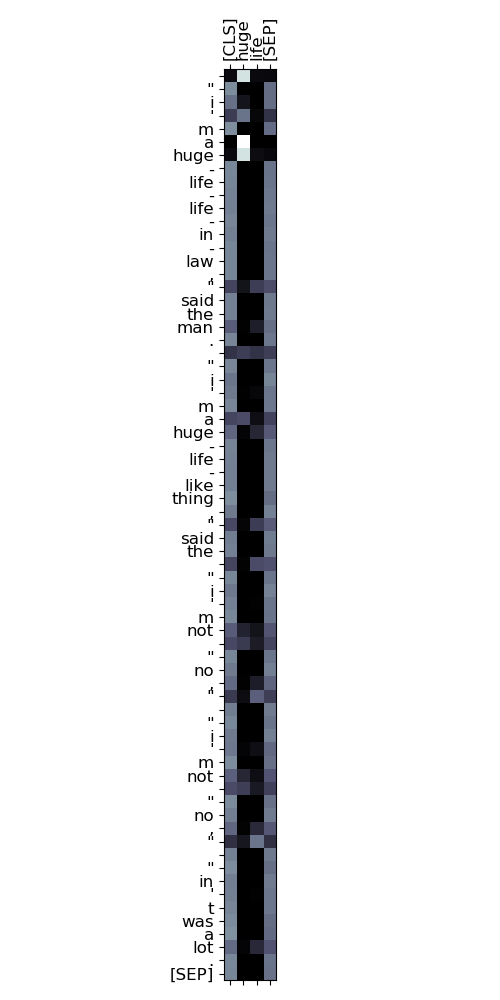 [CLS] huge life [SEP]
"
i
'
m
a
huge
-
life
-
life
-
in
-
law
,
"
said
the
man
.
"
i
'
m
a
huge
-
life
-
like
thing
,
"
said
the
"
i
'
m
not
"
no
,
"
"
i
'
m
not
"
no
,
"
"
in
'
t
was
a
lot
.
[SEP]